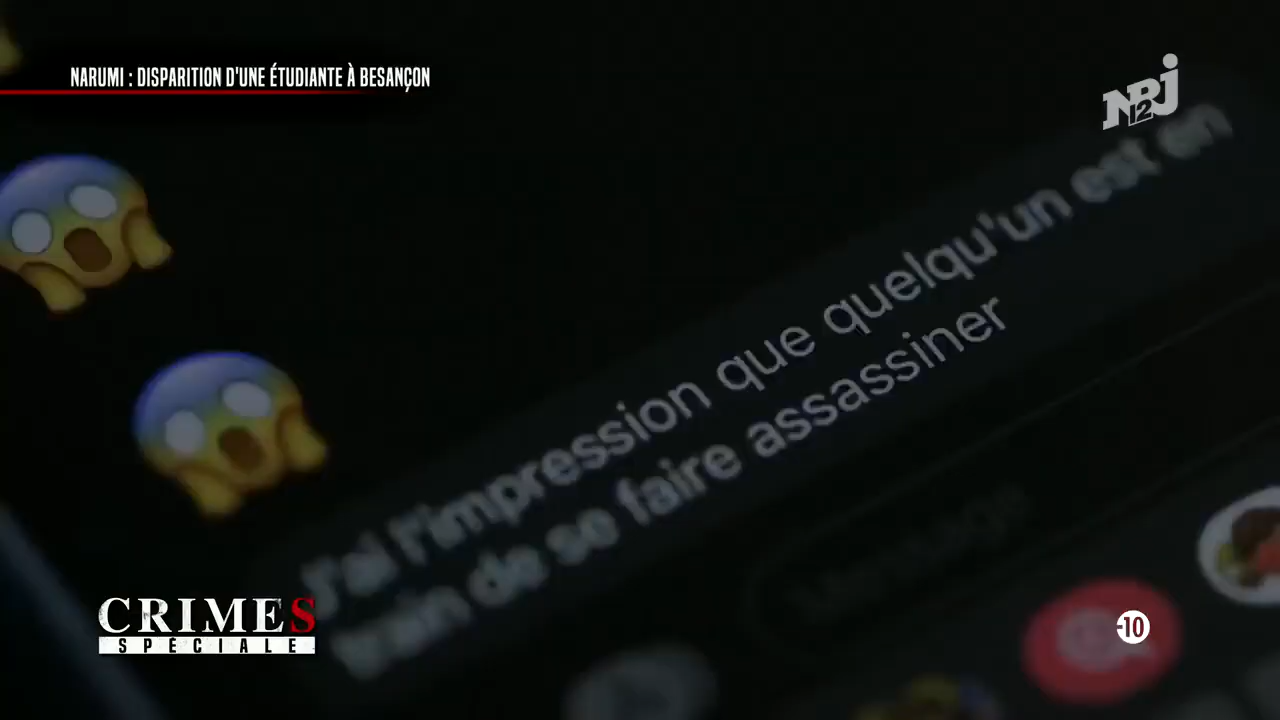 NARUMI : DISPARITION D'UNE ÉTUDIANTE À BESANÇON
NRJ
12
J'ai l'impression que quelqu'un est en
train de se faire assassiner
Message
CRIMES
SPÉCIALE
-10